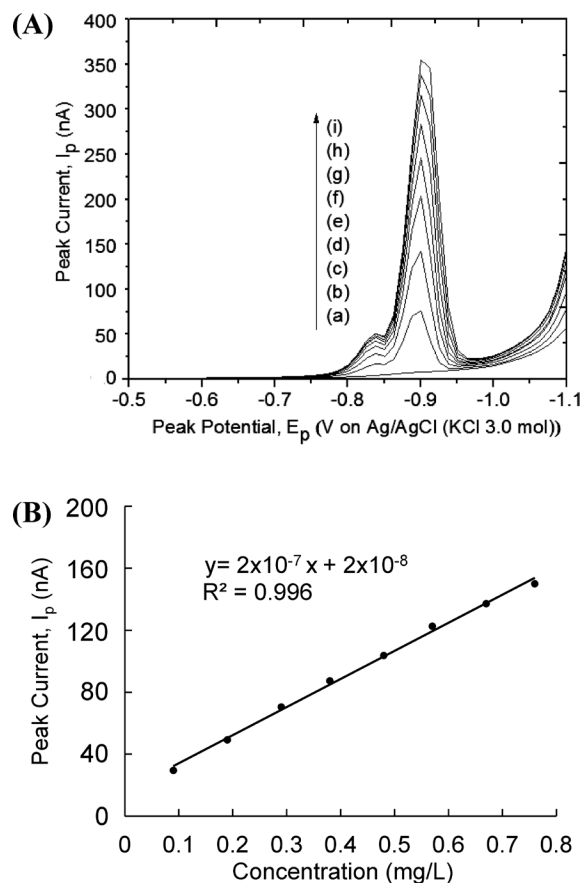 (A)
400
350
300
250
200
150
100
50
0
Peak Current, Iₚ (nA)
(i)
(h)
(g)
(f)
(e)
(d)
(c)
(b)
(a)
-0.5 -0.6 -0.7 -0.8 -0.9 -1.0 -1.1
Peak Potential, Eₚ (V on Ag/AgCl (KCl 3.0 mol))
(B)
200
160
120
80
40
0
Peak Current, Iₚ (nA)
y= 2x10⁻⁷ x + 2x10⁻⁸
R² = 0.996
0 0.1 0.2 0.3 0.4 0.5 0.6 0.7 0.8
Concentration (mg/L)